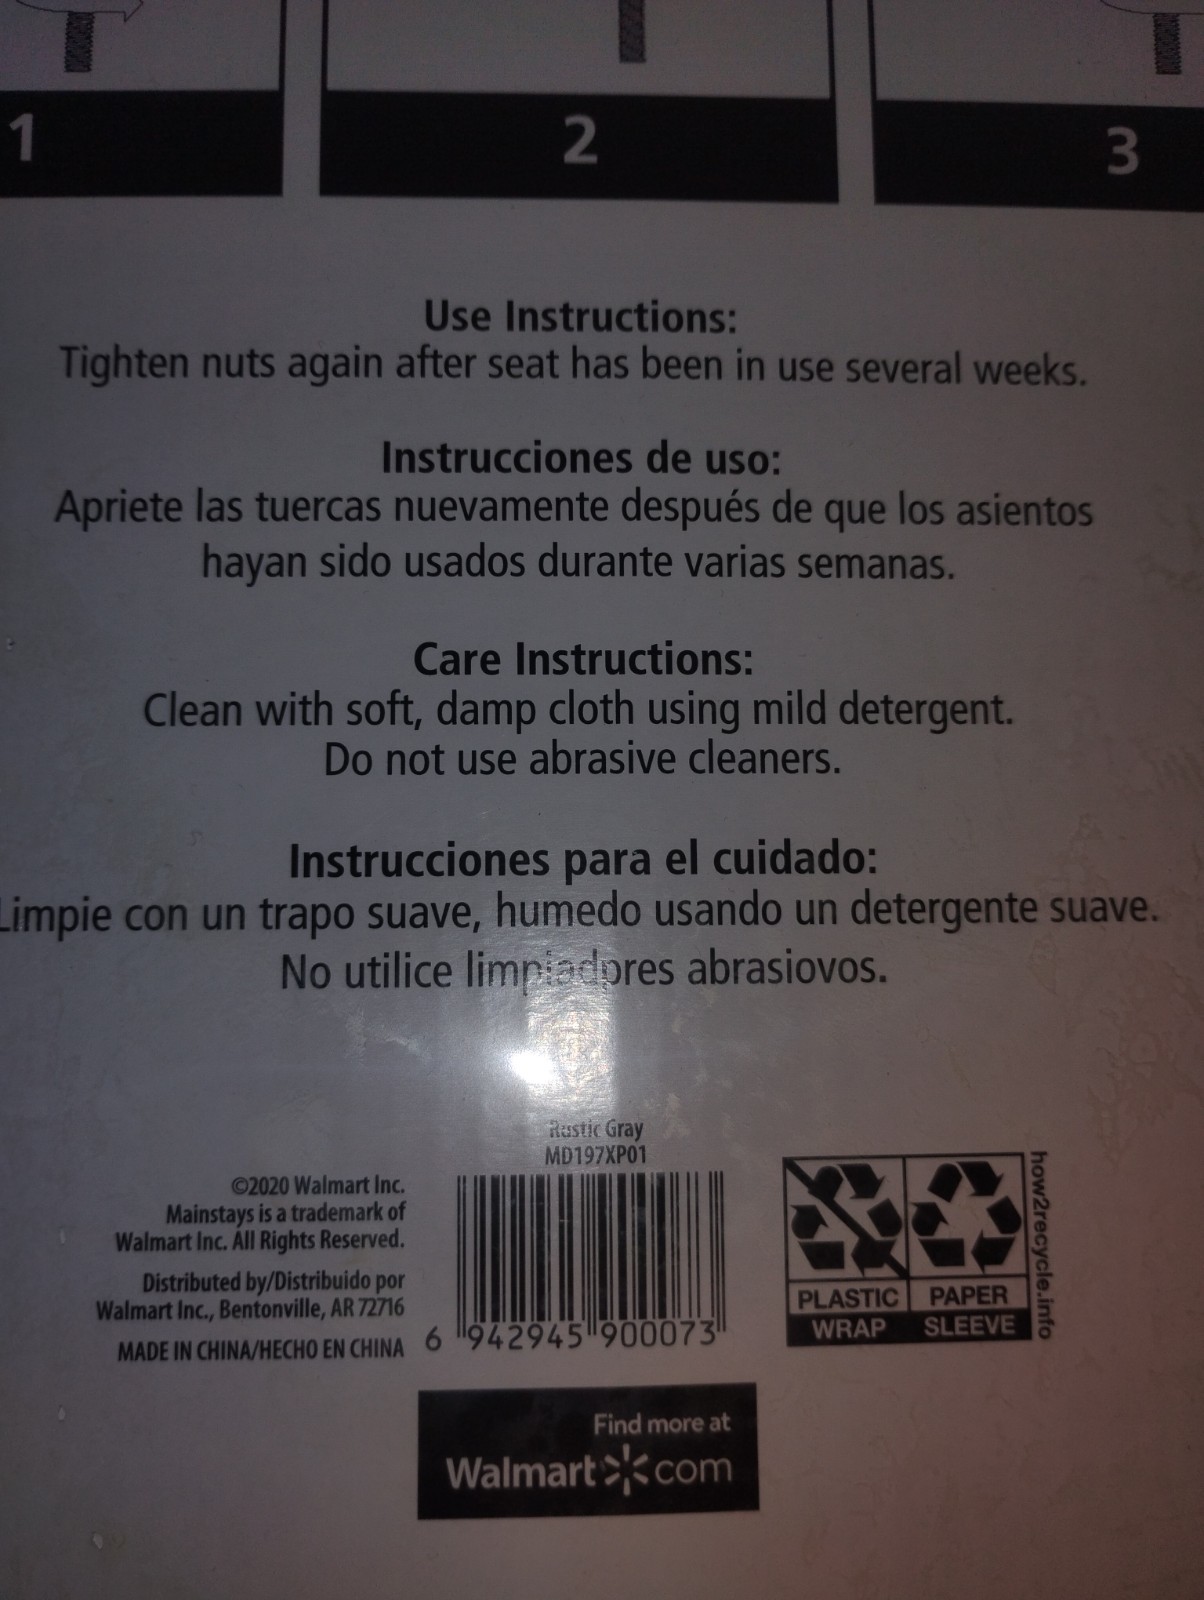 1
2
3
Use Instructions:
Tighten nuts again after seat has been in use several weeks.
Instrucciones de uso:
Apriete las tuercas nuevamente después de que los asientos
hayan sido usados durante varias semanas.
Care Instructions:
Clean with soft, damp cloth using mild detergent.
Do not use abrasive cleaners.
Instrucciones para el cuidado:
Limpie con un trapo suave, humedo usando un detergente suave.
No utilice limpiadores abrasiovos.
Rustic Gray
MD197XP01
©2020 Walmart Inc.
Mainstays is a trademark of
Walmart Inc. All Rights Reserved.
Distributed by/Distribuido por
Walmart Inc., Bentonville, AR 72716
MADE IN CHINA/HECHO EN CHINA
6 942945 900073
PLASTIC
WRAP
PAPER
SLEEVE
how2recycle.info
Find more at
Walmart com